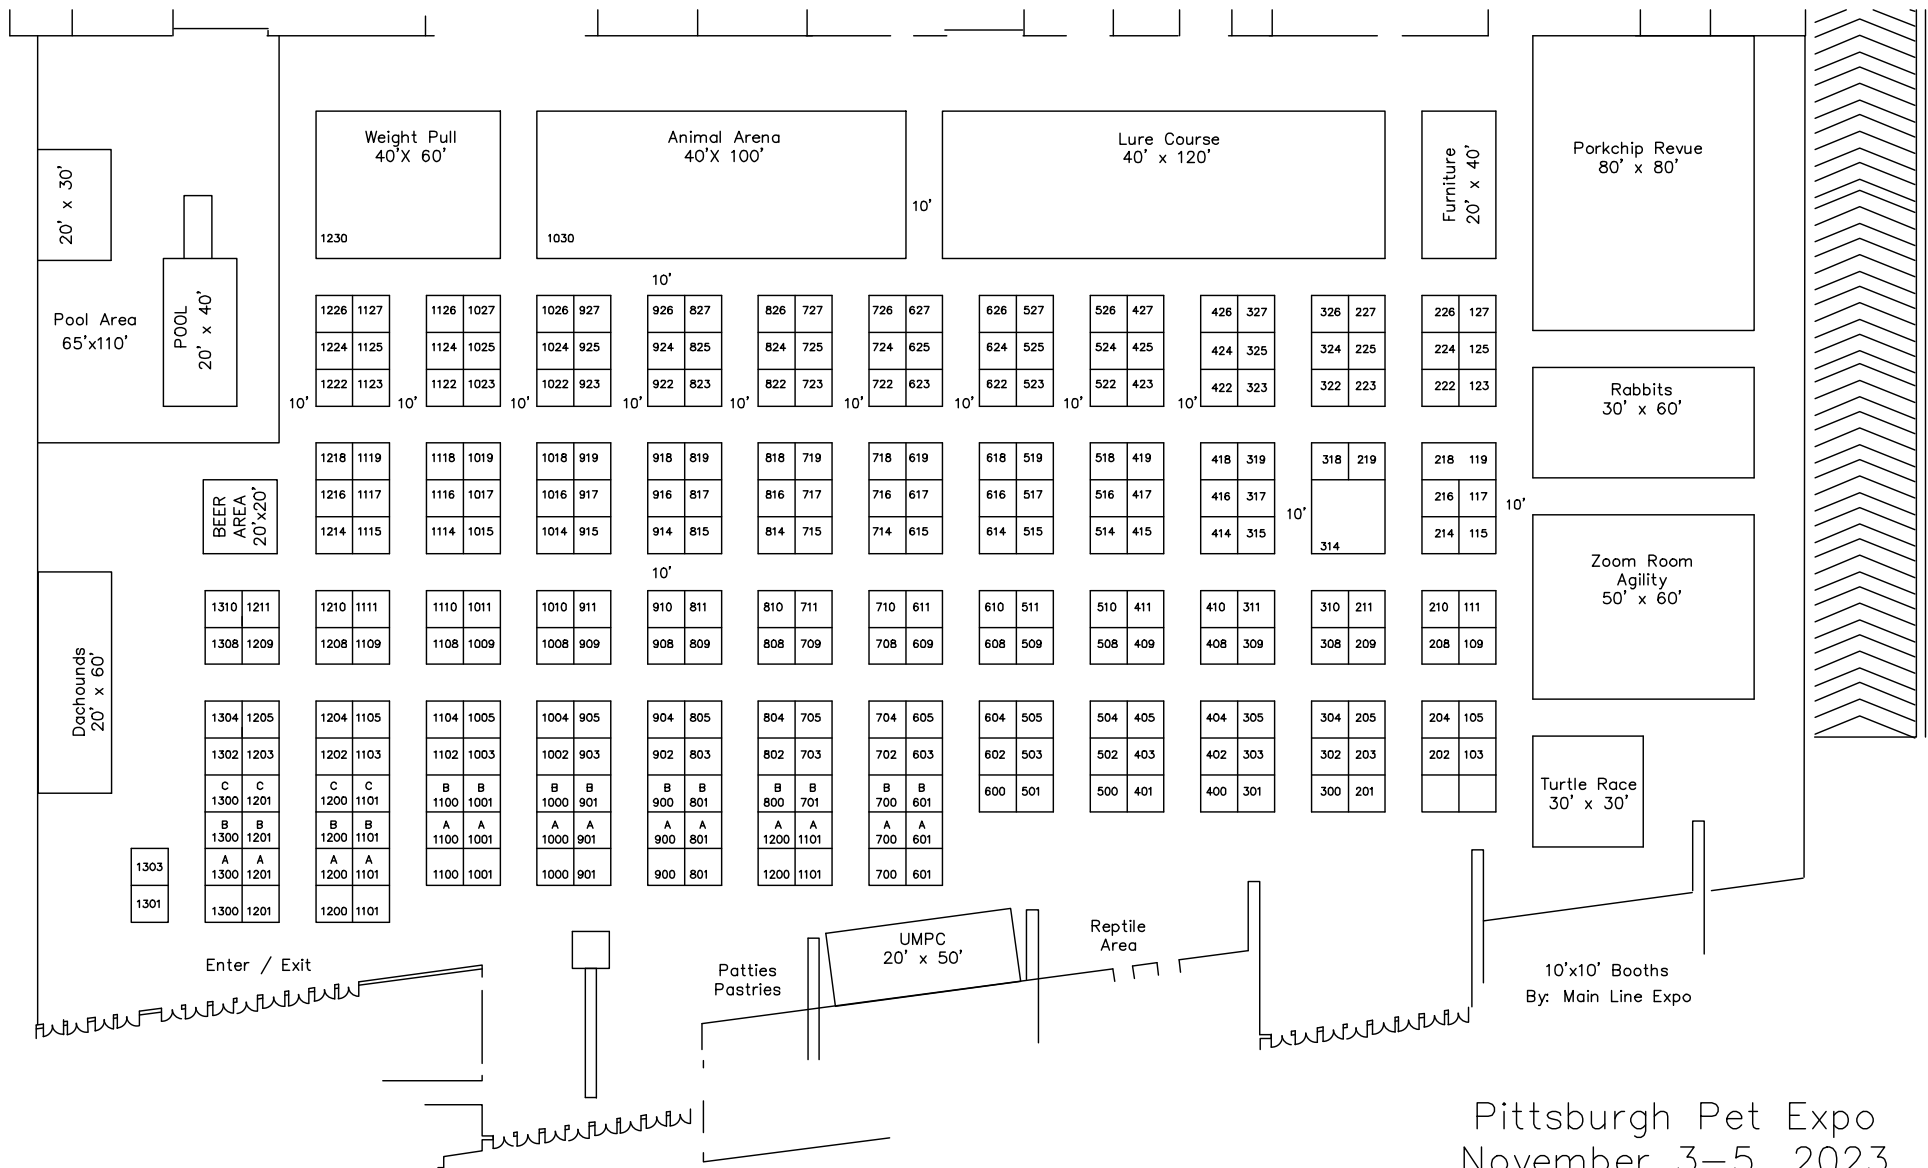 Weight Pull
40'X 60'
1230
Animal Arena
40'X 100'
1030
10'
Lure Course
40' x 120'
Furniture
20' x 40'
Porkchip Revue
80' x 80'
20' x 30'
Pool Area
65'x110'
POOL
20' x 40'
10'
1226 1127 1126 1027 1026 927 926 827 826 727 726 627 626 527 526 427 426 327 326 227 226 127
1224 1125 1124 1025 1024 925 924 825 824 725 724 625 624 525 524 425 424 325 324 225 224 125
1222 1123 1122 1023 1022 923 922 823 822 723 722 623 622 523 522 423 422 323 322 223 222 123
10' 10' 10' 10' 10' 10' 10' 10' 10'
Rabbits
30' x 60'
1218 1119 1118 1019 1018 919 918 819 818 719 718 619 618 519 518 419 418 319 318 219 218 119
1216 1117 1116 1017 1016 917 916 817 816 717 716 617 616 517 516 417 416 317 216 117
1214 1115 1114 1015 1014 915 914 815 814 715 714 615 614 515 514 415 414 315 314 214 115
10' 10'
BEER
AREA
20'x20'
10'
Zoom Room
Agility
50' x 60'
1310 1211 1210 1111 1110 1011 1010 911 910 811 810 711 710 611 610 511 510 411 410 311 310 211 210 111
1308 1209 1208 1109 1108 1009 1008 909 908 809 808 709 708 609 608 509 508 409 408 309 308 209 208 109
Dachounds
20' x 60'
1304 1205 1204 1105 1104 1005 1004 905 904 805 804 705 704 605 604 505 504 405 404 305 304 205 204 105
1302 1203 1202 1103 1102 1003 1002 903 902 803 802 703 702 603 602 503 502 403 402 303 302 203 202 103
C C C C B B B B B B B B B B
1300 1201 1200 1101 1100 1001 1000 901 900 801 800 701 700 601 600 501 500 401 400 301 300 201
B B B B A A A A A A A A A A
1300 1201 1200 1101 1100 1001 1000 901 900 801 1200 1101 700 601
A A A A
1300 1201 1200 1101 1100 1001 1000 901 900 801 1200 1101 700 601
1300 1201 1200 1101
1303
1301
Turtle Race
30' x 30'
Enter / Exit
Patties
Pastries
UMPC
20' x 50'
Reptile
Area
10'x10' Booths
By: Main Line Expo
Pittsburgh Pet Expo
November 3-5, 2023